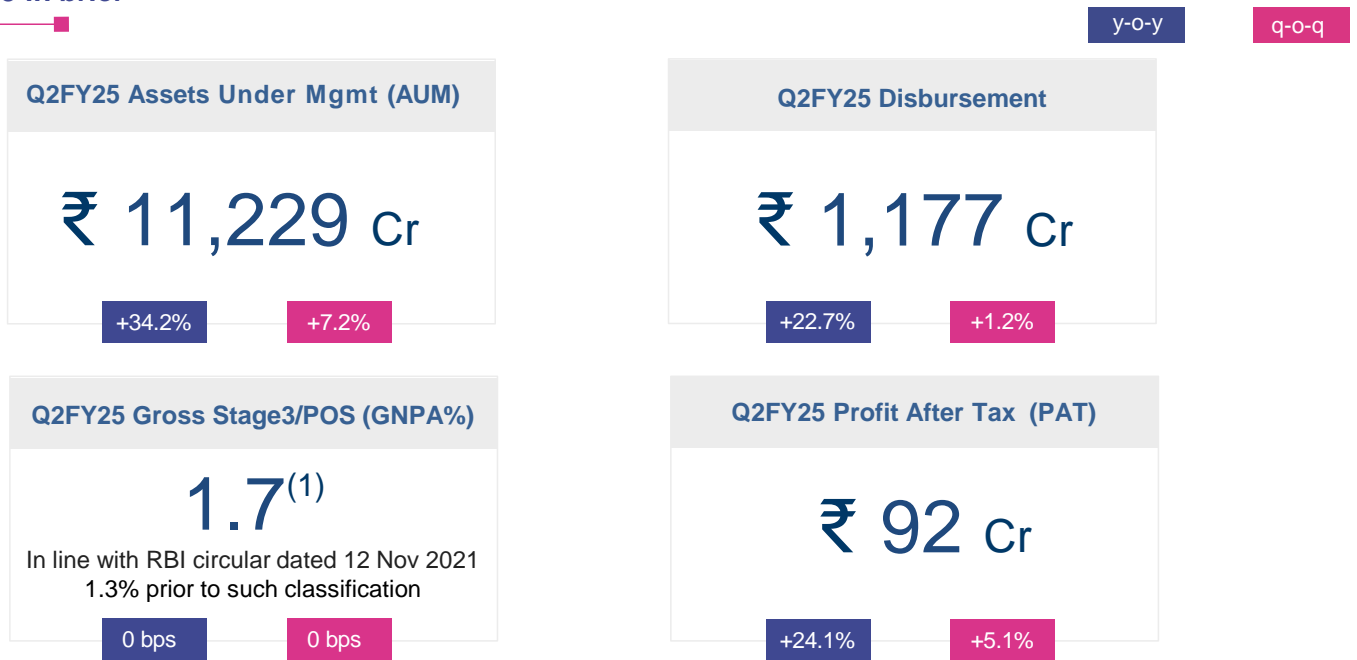 y-o-y
q-o-q
Q2FY25 Assets Under Mgmt (AUM)
₹ 11,229 Cr
+34.2%
+7.2%
Q2FY25 Disbursement
₹ 1,177 Cr
+22.7%
+1.2%
Q2FY25 Gross Stage3/POS (GNPA%)
1.7(1)
In line with RBI circular dated 12 Nov 2021
1.3% prior to such classification
0 bps
0 bps
Q2FY25 Profit After Tax (PAT)
₹ 92 Cr
+24.1%
+5.1%